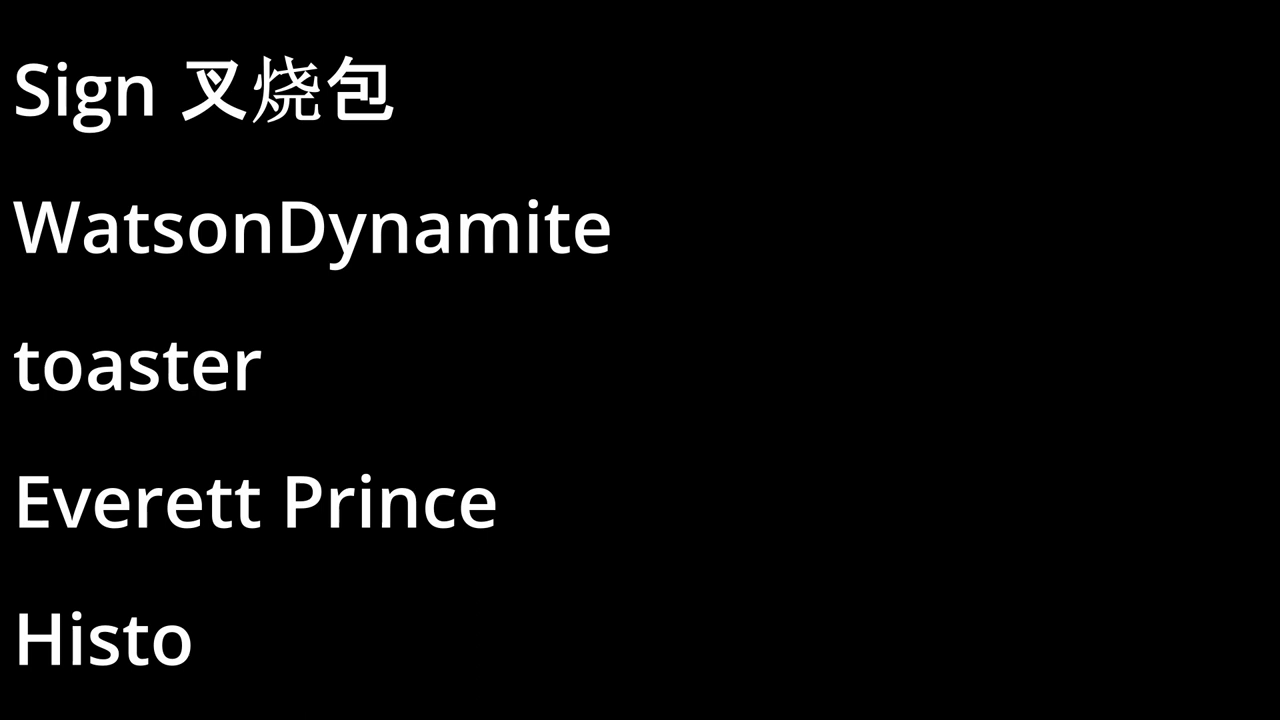 Sign 叉烧包
WatsonDynamite
toaster
Everett Prince
Histo